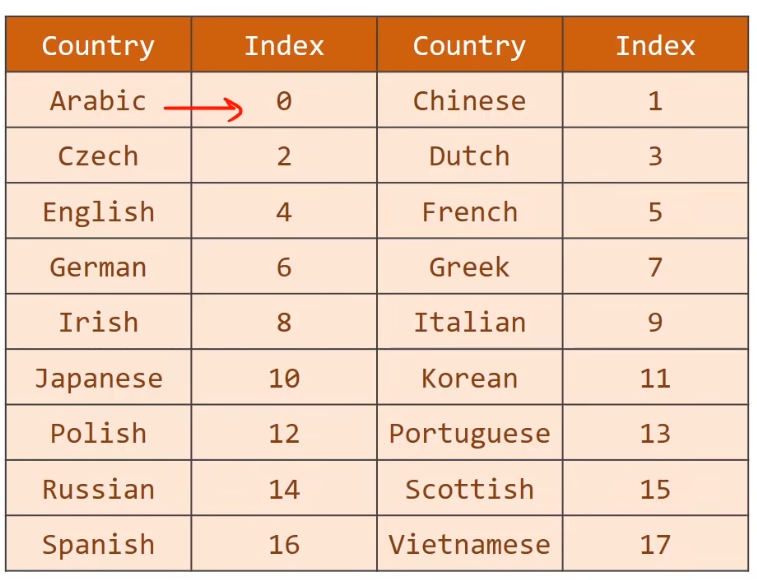 Country Index Country Index
Arabic 0 Chinese 1
Czech 2 Dutch 3
English 4 French 5
German 6 Greek 7
Irish 8 Italian 9
Japanese 10 Korean 11
Polish 12 Portuguese 13
Russian 14 Scottish 15
Spanish 16 Vietnamese 17